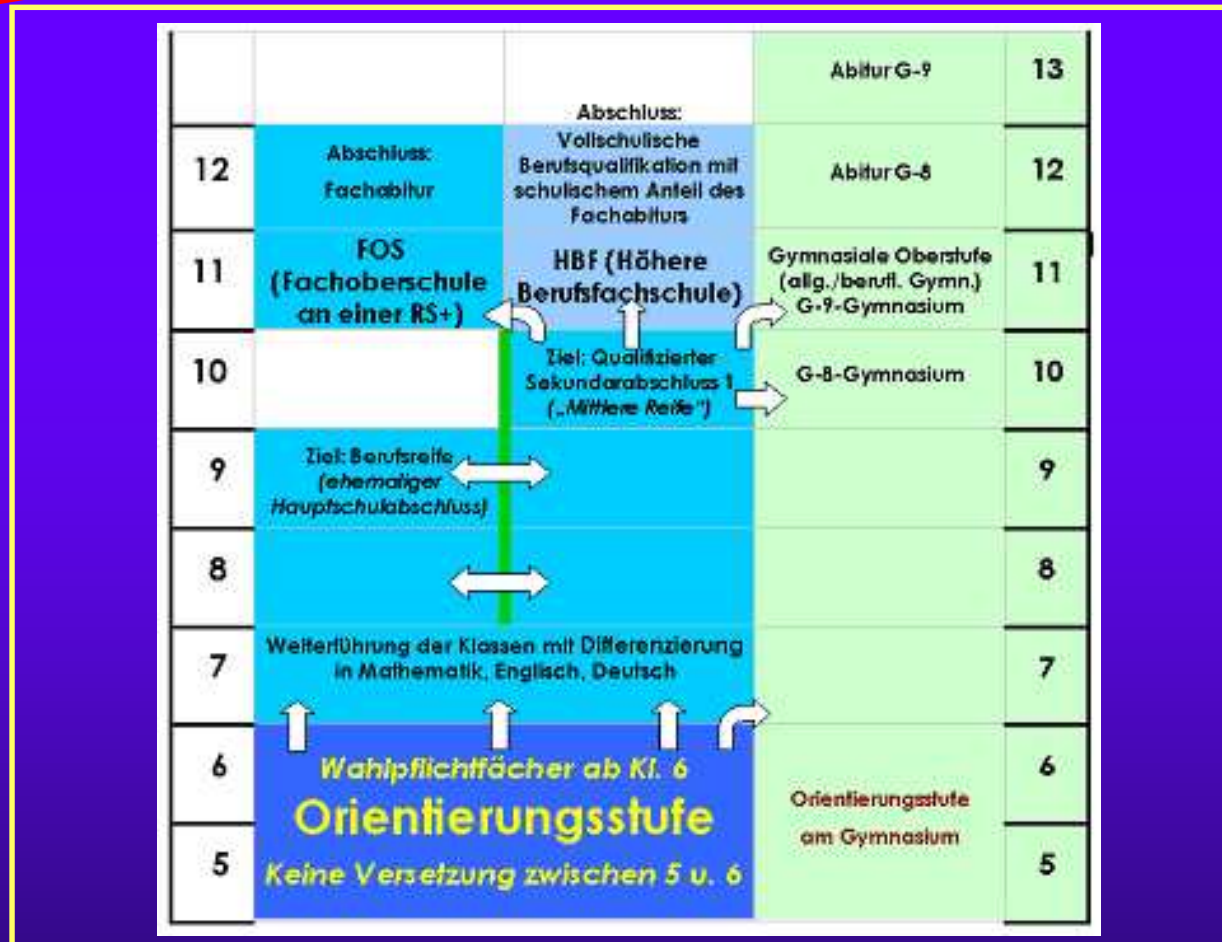 Abitur G-9
13
Abschluss:
12
Abschluss:
Fachabitur
Vollschulische
Berufsqualifikation mit
schulischem Anteil des
Fachabiturs
Abitur G-8
12
11
FOS
(Fachoberschule
an einer RS+)
HBF (Höhere
Berufsfachschule)
Gymnasiale Oberstufe
(allg./berufl. Gymn.)
G-9-Gymnasium
11
10
Ziel: Qualifizierter
Sekundarabschluss 1
(„Mittlere Reife")
G-8-Gymnasium
10
9
Ziel: Berufsreife
(ehemaliger
Hauptschulabschluss)
9
8
8
7
Weiterführung der Klassen mit Differenzierung
in Mathematik, Englisch, Deutsch
7
6
Wahlpflichtfächer ab Kl. 6
Orientierungsstufe
Keine Versetzung zwischen 5 u. 6
5
Orientierungsstufe
am Gymnasium
6
5